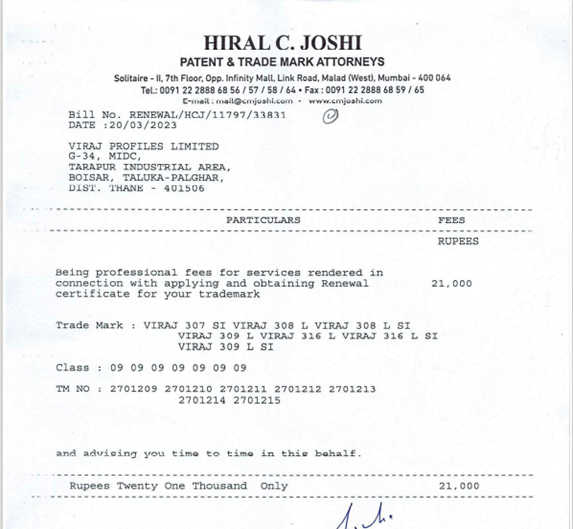 HIRAL C. JOSHI
PATENT & TRADE MARK ATTORNEYS
Solitaire - II, 7th Floor, Opp. Infinity Mall, Link Road, Malad (West), Mumbai - 400 064
Tel.: 0091 22 2888 68 56 / 57 / 58 / 64 • Fax : 0091 22 2888 68 59 / 65
E-mail : mail@cmjoshi.com - www.cmjoshi.com
Bill No. RENEWAL/HCJ/11797/33831
DATE :20/03/2023
VIRAJ PROFILES LIMITED
G-34, MIDC,
TARAPUR INDUSTRIAL AREA,
BOISAR, TALUKA-PALGHAR,
DIST. THANE - 401506
PARTICULARS FEES
RUPEES
Being professional fees for services rendered in
connection with applying and obtaining Renewal 21,000
certificate for your trademark
Trade Mark : VIRAJ 307 SI VIRAJ 308 L VIRAJ 308 L SI
VIRAJ 309 L VIRAJ 316 L VIRAJ 316 L SI
VIRAJ 309 L SI
Class : 09 09 09 09 09 09 09
TM NO : 2701209 2701210 2701211 2701212 2701213
2701214 2701215
and advising you time to time in this behalf.
Rupees Twenty One Thousand Only 21,000